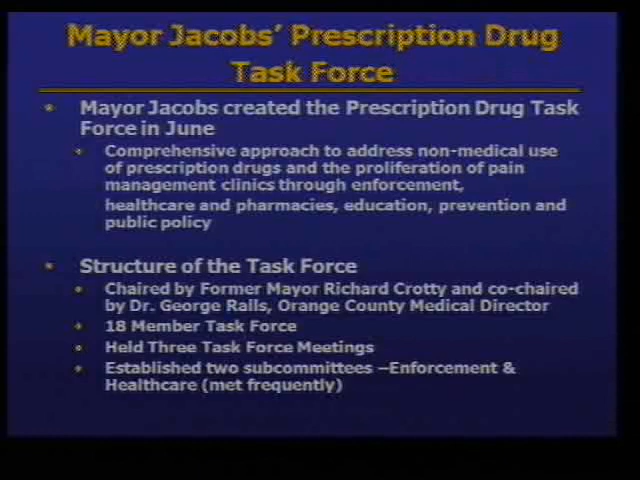 Mayor Jacobs' Prescription Drug
Task Force
Mayor Jacobs created the Prescription Drug Task
Force in June
Comprehensive approach to address non-medical use
of prescription drugs and the proliferation of pain
management clinics through enforcement,
healthcare and pharmacies, education, prevention and
public policy
Structure of the Task Force
Chaired by Former Mayor Richard Crotty and co-chaired
by Dr. George Ralls, Orange County Medical Director
18 Member Task Force
Held Three Task Force Meetings
Established two subcommittees –Enforcement &
Healthcare (met frequently)